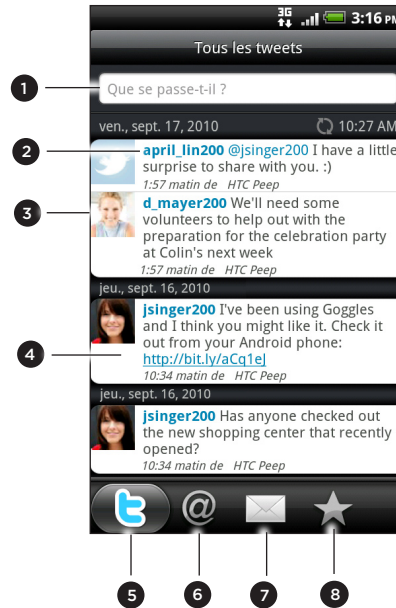 3G 3:16 PM
Tous les tweets
1
Que se passe-t-il ?
ven., sept. 17, 2010 10:27 AM
2
april_lin200 @jsinger200 I have a little
surprise to share with you. :)
1:57 matin de HTC Peep
3
d_mayer200 We'll need some
volunteers to help out with the
preparation for the celebration party
at Colin's next week
1:57 matin de HTC Peep
jeu., sept. 16, 2010
jsinger200 I've been using Goggles
and I think you might like it. Check it
out from your Android phone:
4
http://bit.ly/aCq1eJ
10:34 matin de HTC Peep
jeu., sept. 16, 2010
jsinger200 Has anyone checked out
the new shopping center that recently
opened?
10:34 matin de HTC Peep
t @
5 6 7 8